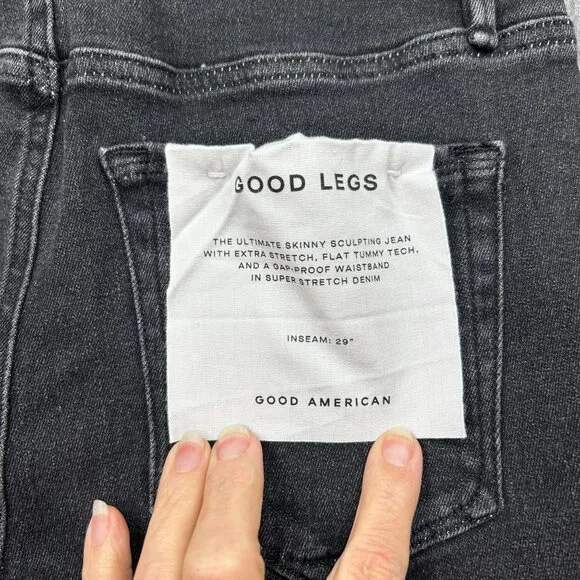 GOOD LEGS
THE ULTIMATE SKINNY SCULPTING JEAN
WITH EXTRA STRETCH, FLAT TUMMY TECH,
AND A GAP-PROOF WAISTBAND
IN SUPER STRETCH DENIM
INSEAM: 29"
GOOD AMERICAN